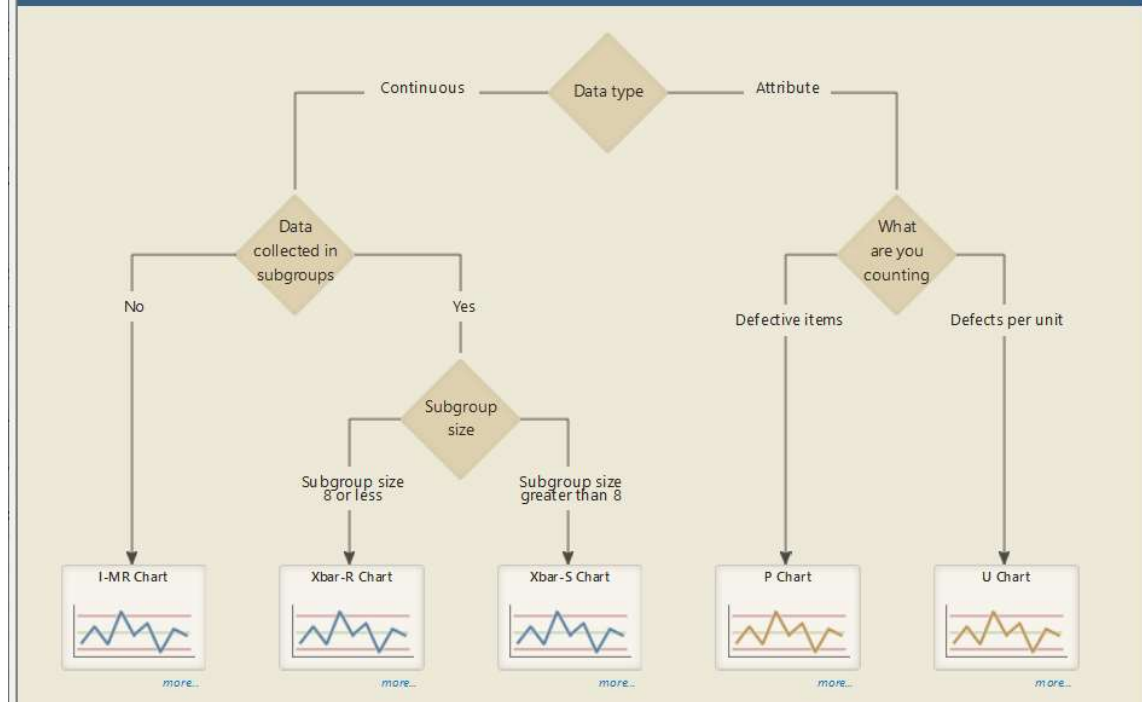 Data type
Continuous
Attribute
Data
collected in
subgroups
What
are you
counting
No
Yes
Defective items
Defects per unit
Subgroup
size
Subgroup size
8 or less
Subgroup size
greater than 8
I-MR Chart
Xbar-R Chart
Xbar-S Chart
P Chart
U Chart
more...
more...
more...
more...
more...